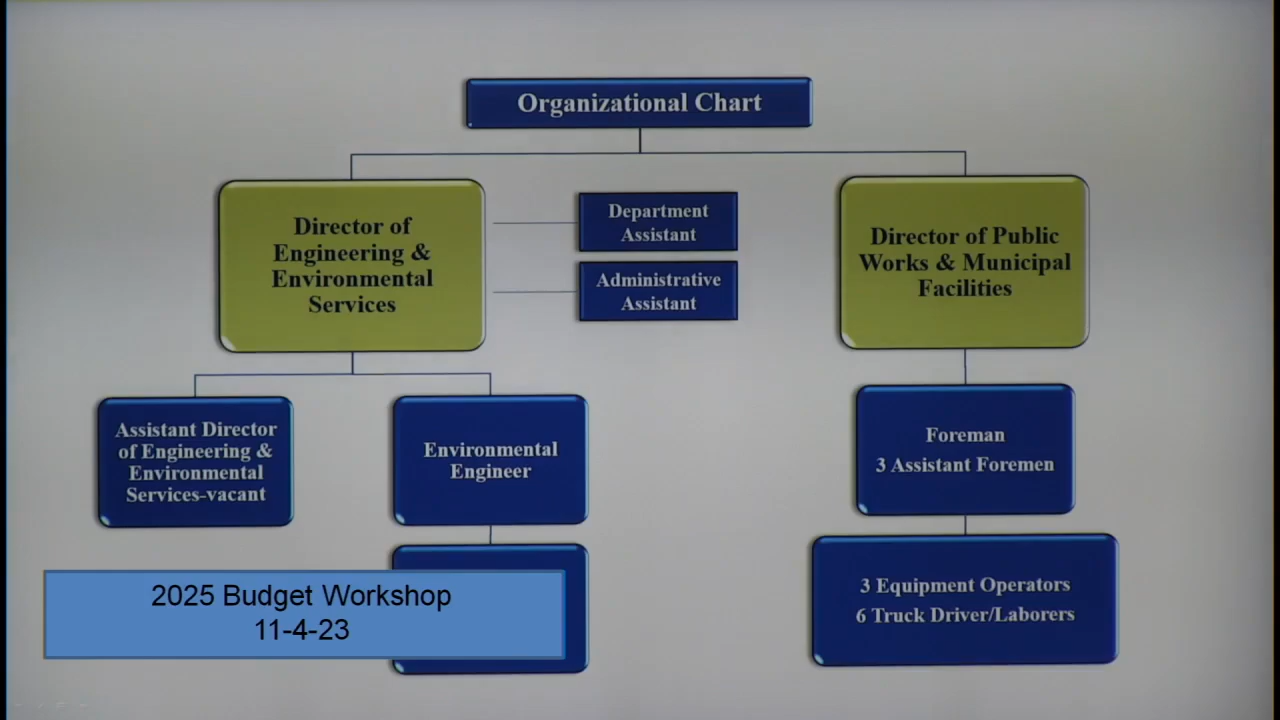 Organizational Chart
Director of
Engineering &
Environmental
Services
Department
Assistant
Administrative
Assistant
Director of Public
Works & Municipal
Facilities
Assistant Director
of Engineering &
Environmental
Services-vacant
Environmental
Engineer
Foreman
3 Assistant Foremen
3 Equipment Operators
6 Truck Driver/Laborers
2025 Budget Workshop
11-4-23